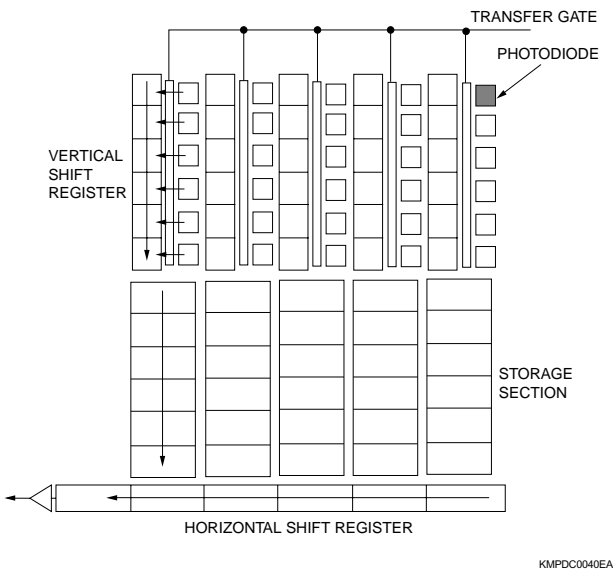 TRANSFER GATE
PHOTODIODE
VERTICAL
SHIFT
REGISTER
STORAGE
SECTION
HORIZONTAL SHIFT REGISTER
KMPDC0040EA